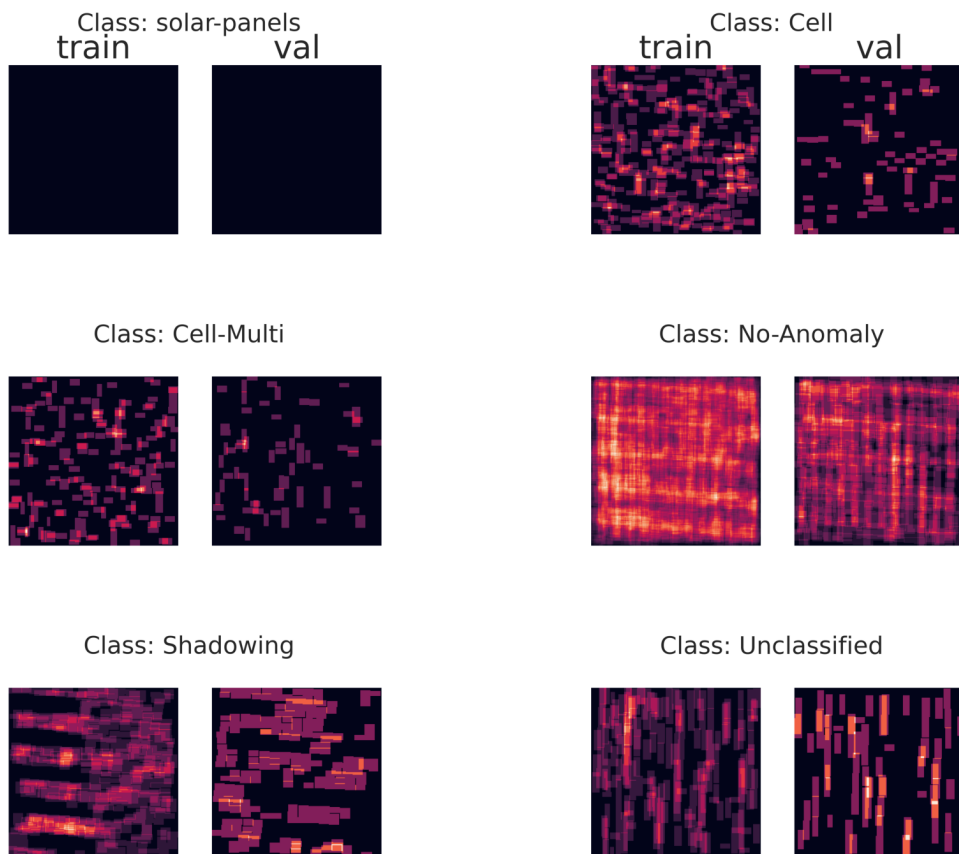 Class: solar-panels
train val
Class: Cell
train val
Class: Cell-Multi
Class: No-Anomaly
Class: Shadowing
Class: Unclassified